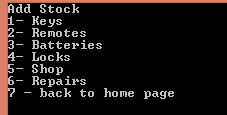 Add Stock
1- Keys
2- Remotes
3- Batteries
4- Locks
5- Shop
6- Repairs
7 - back to home page